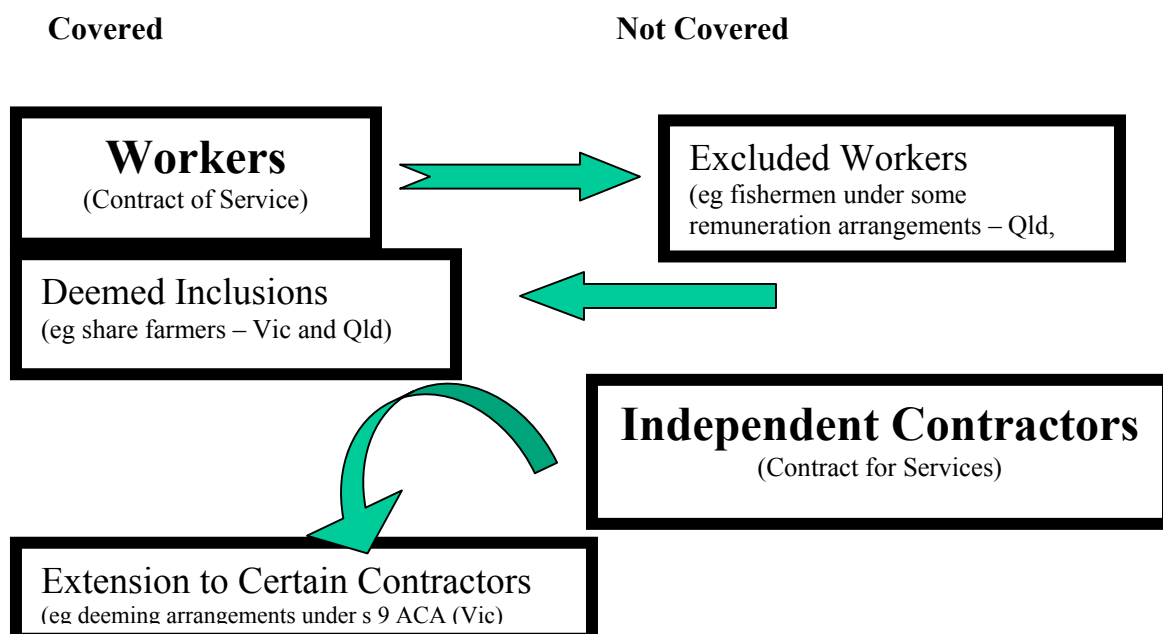 Covered
Not Covered
Workers
(Contract of Service)
Excluded Workers
(eg fishermen under some
remuneration arrangements – Qld,
Deemed Inclusions
(eg share farmers – Vic and Qld)
Independent Contractors
(Contract for Services)
Extension to Certain Contractors
(eg deeming arrangements under s 9 ACA (Vic)